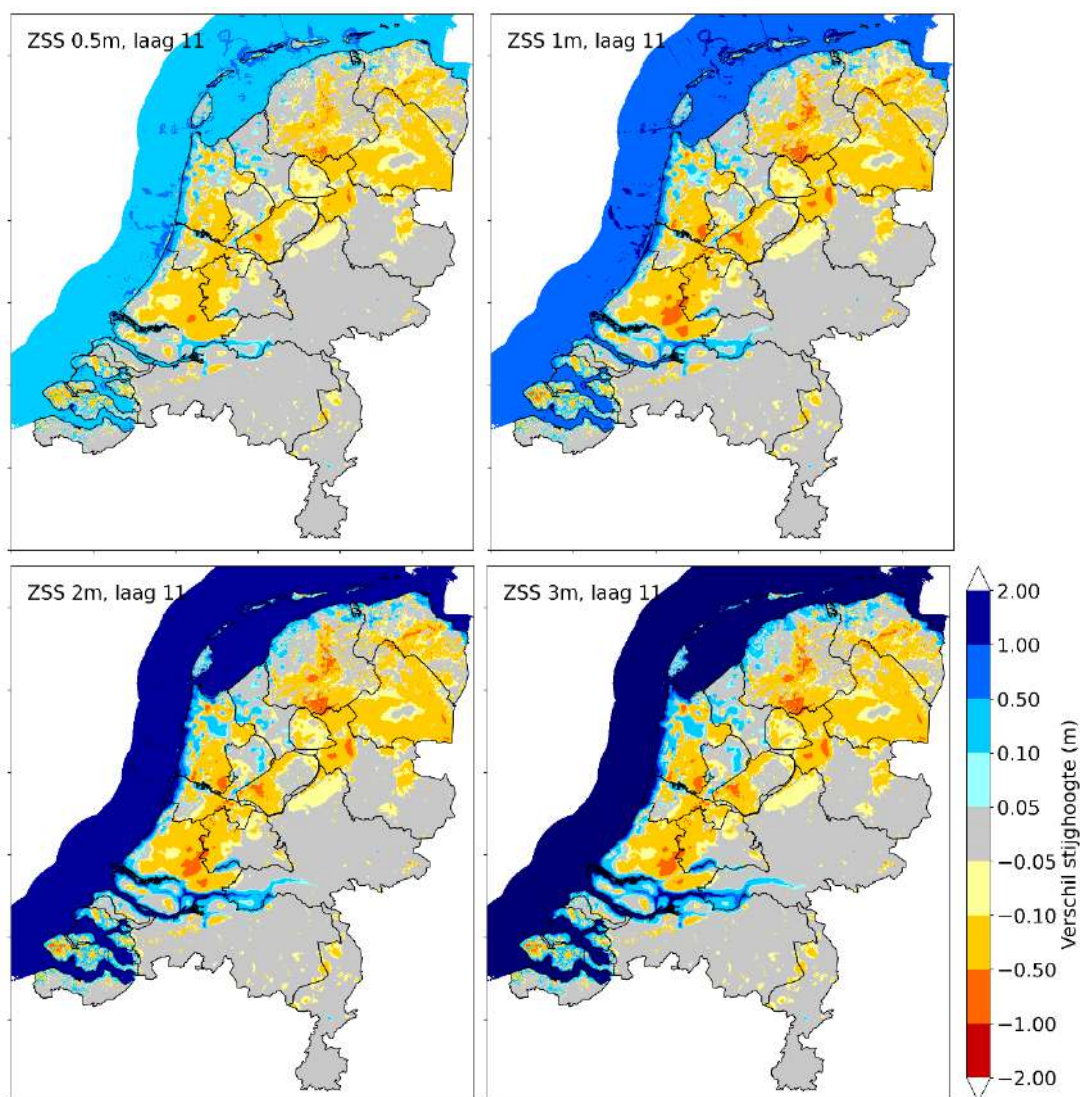 ZSS 0.5m, laag 11
ZSS 1m, laag 11
ZSS 2m, laag 11
ZSS 3m, laag 11
2.00
1.00
0.50
0.10
0.05
−0.05
−0.10
−0.50
−1.00
−2.00
Verschil stijghoogte (m)